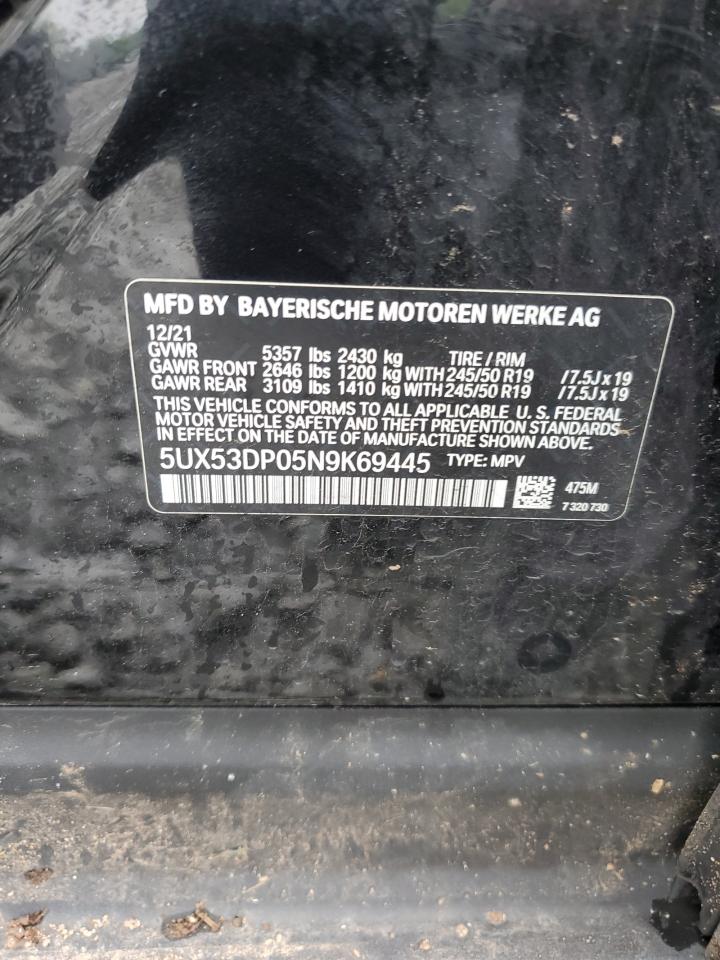 MFD BY BAYERISCHE MOTOREN WERKE AG
12/21
GVWR 5357 lbs 2430 kg TIRE / RIM
GAWR FRONT 2646 lbs 1200 kg WITH 245/50 R19 / 7.5J x 19
GAWR REAR 3109 lbs 1410 kg WITH 245/50 R19 / 7.5J x 19
THIS VEHICLE CONFORMS TO ALL APPLICABLE U. S. FEDERAL
MOTOR VEHICLE SAFETY AND THEFT PREVENTION STANDARDS
IN EFFECT ON THE DATE OF MANUFACTURE SHOWN ABOVE.
5UX53DP05N9K69445 TYPE: MPV
475M
7 320 730